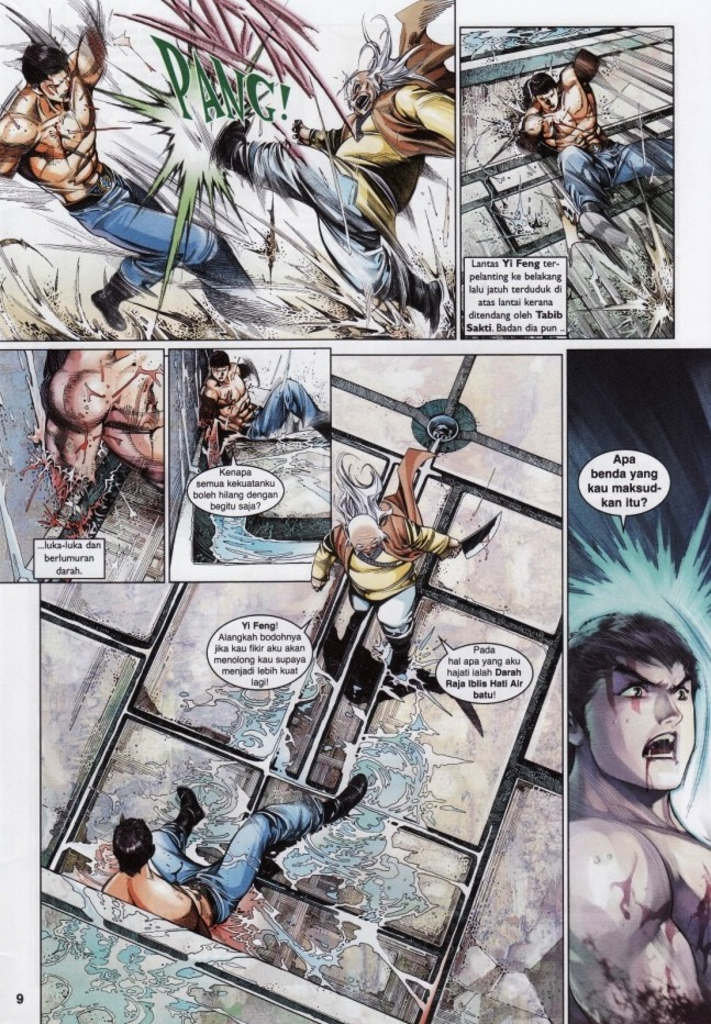 PANG!
Lantas Yi Feng ter-
pelanting ke belakang
lalu jatuh terduduk di
atas lantai kerana
ditendang oleh Tabib
Sakti. Badan dia pun ..
...luka-luka dan
berlumuran
darah.
Kenapa
semua kekuatanku
boleh hilang dengan
begitu saja?
Yi Feng!
Alangkah bodohnya
jika kau fikir aku akan
menolong kau supaya
menjadi lebih kuat
lagi!
Pada
hal apa yang aku
hajati ialah Darah
Raja Iblis Hati Air
batu!
Apa
benda yang
kau maksud-
kan itu?
9